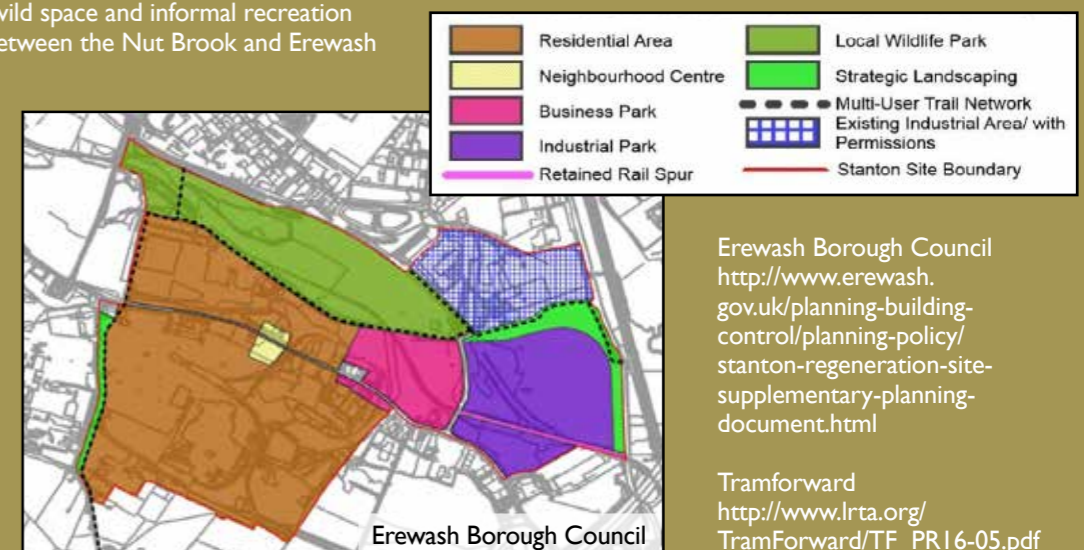 wild space and informal recreation
between the Nut Brook and Erewash
Residential Area
Neighbourhood Centre
Business Park
Industrial Park
Retained Rail Spur
Local Wildlife Park
Strategic Landscaping
Multi-User Trail Network
Existing Industrial Area/ with
Permissions
Stanton Site Boundary
Erewash Borough Council
Erewash Borough Council
http://www.erewash.
gov.uk/planning-building-
control/planning-policy/
stanton-regeneration-site-
supplementary-planning-
document.html
Tramforward
http://www.lrta.org/
TramForward/TF_PR16-05.pdf